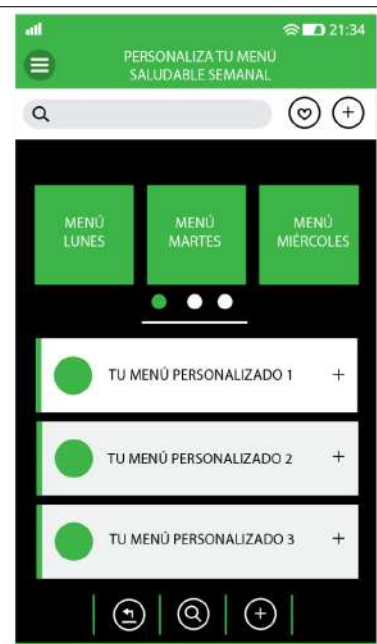 21:34
PERSONALIZA TU MENÚ
SALUDABLE SEMANAL
MENÚ
LUNES
MENÚ
MARTES
MENÚ
MIÉRCOLES
TU MENÚ PERSONALIZADO 1 +
TU MENÚ PERSONALIZADO 2 +
TU MENÚ PERSONALIZADO 3 +